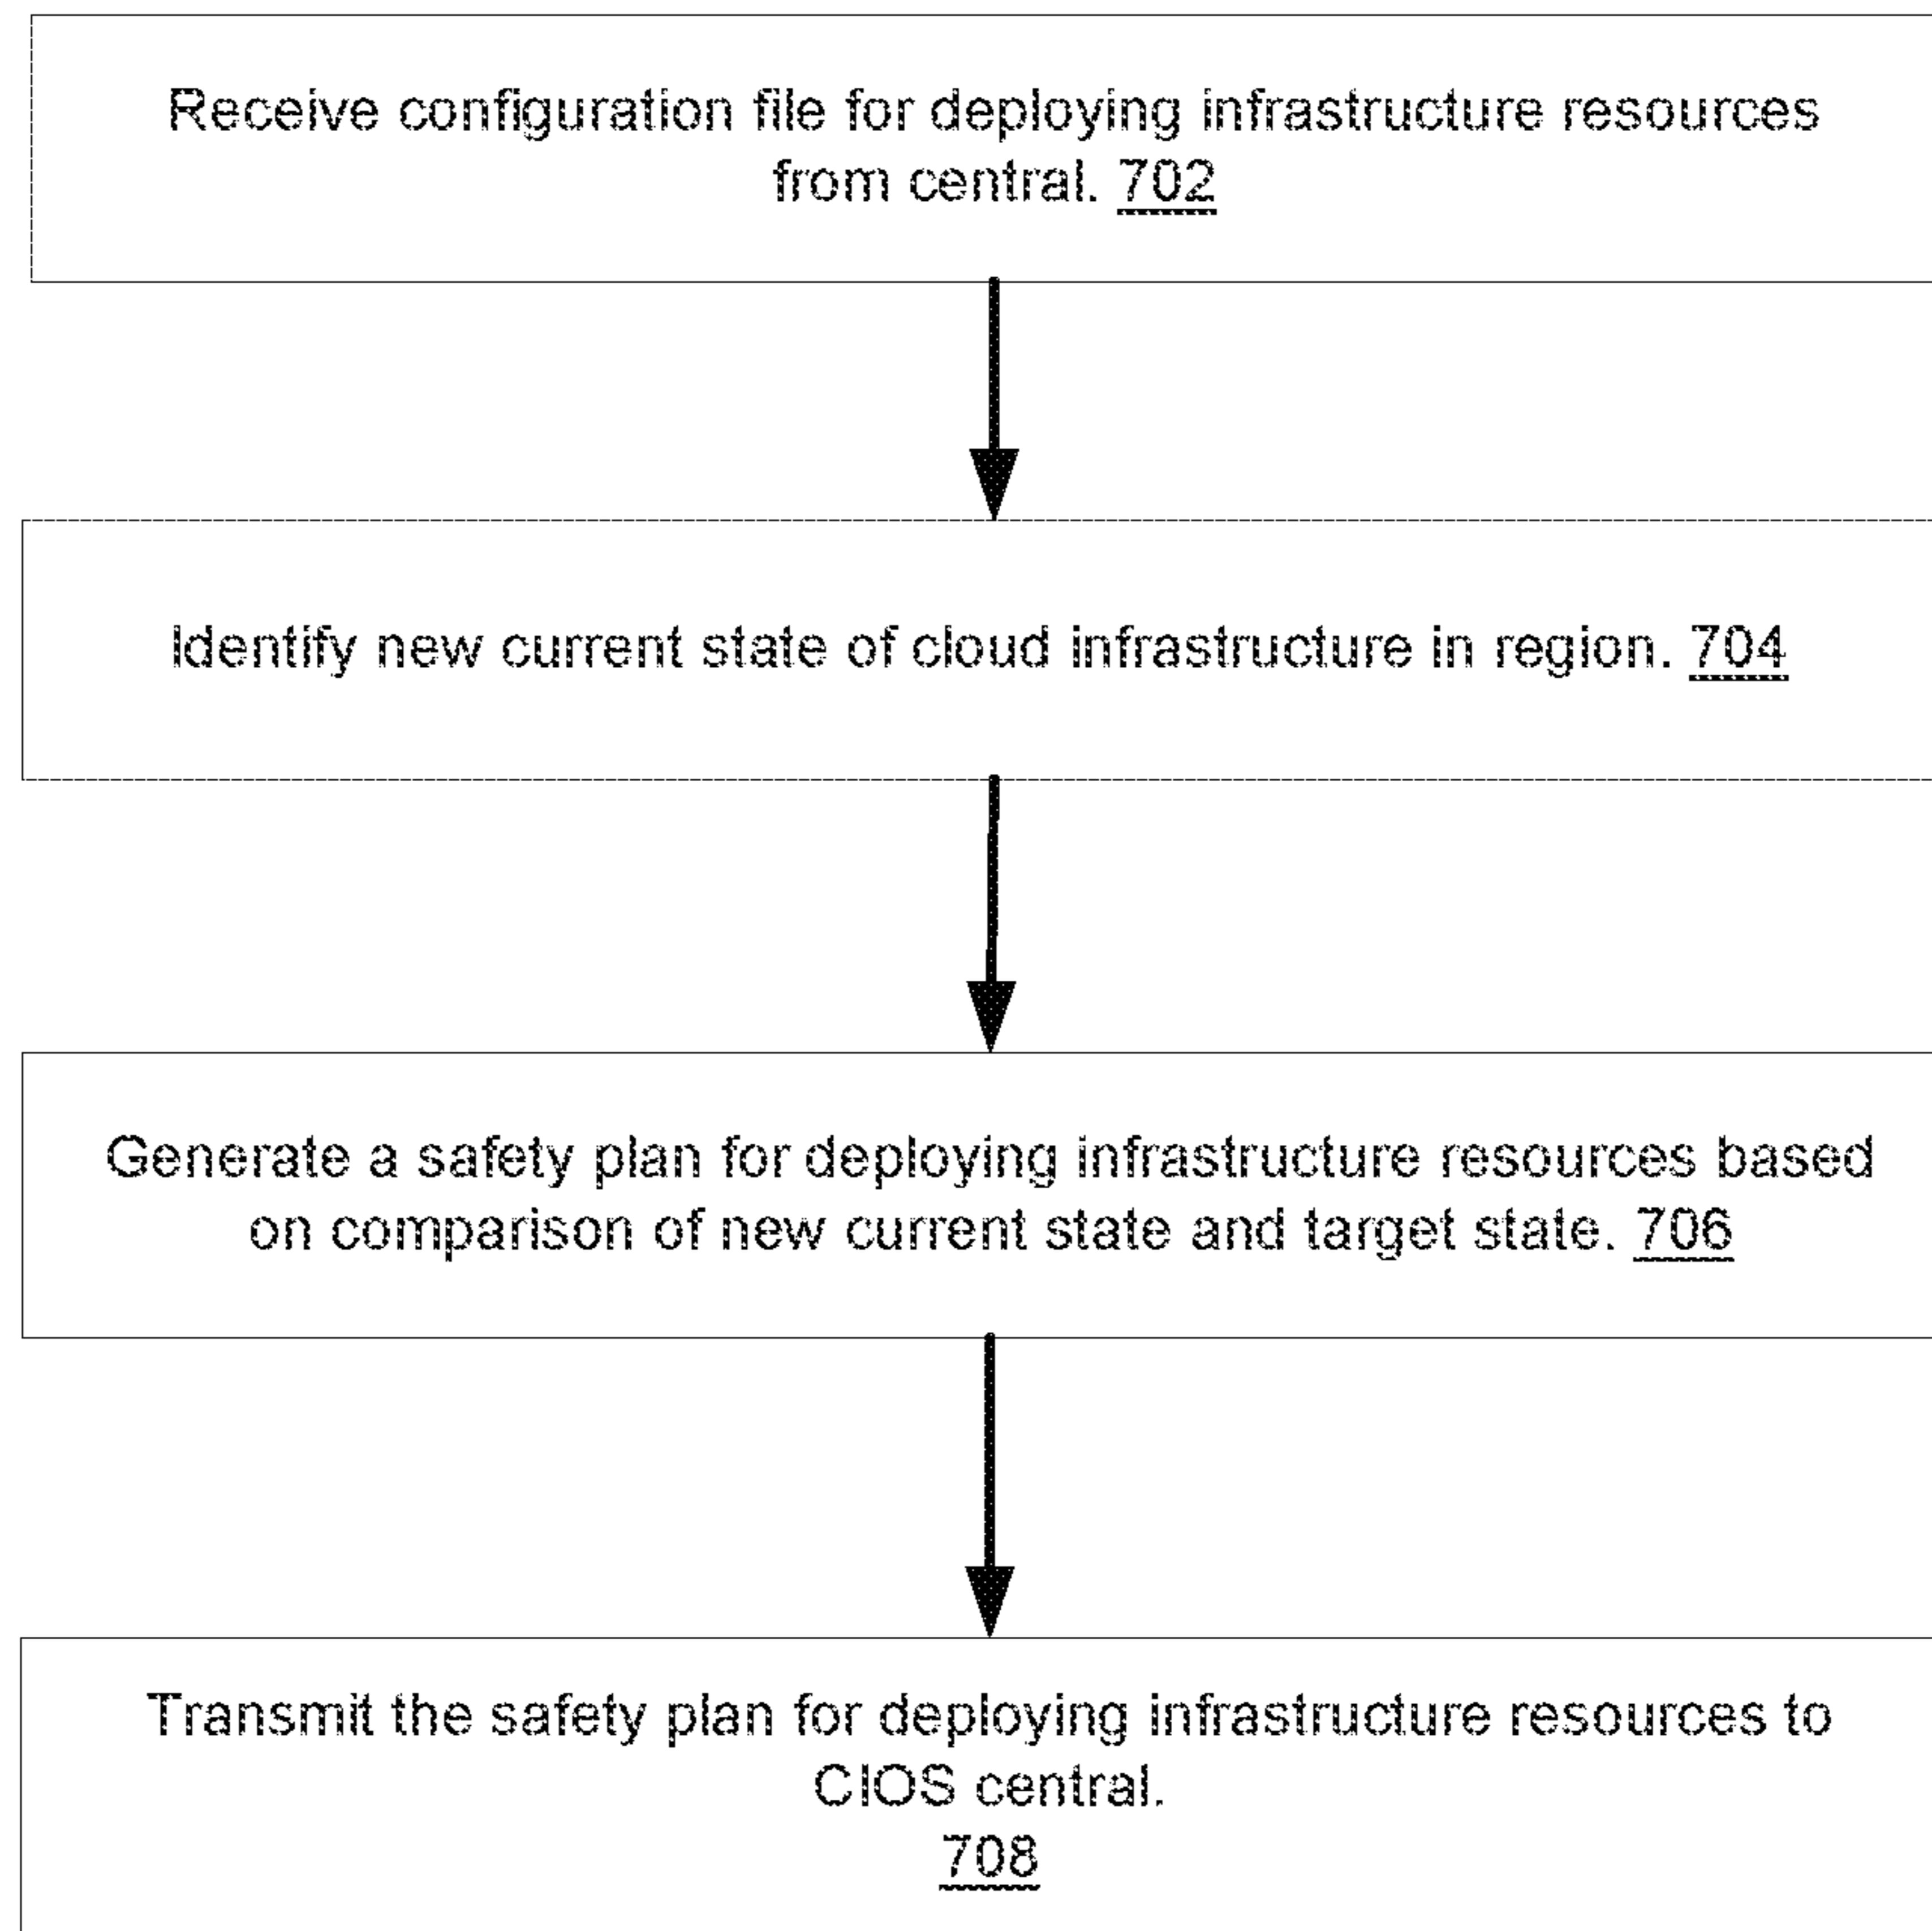 Receive configuration file for deploying infrastructure resources
from central. 702
Identify new current state of cloud infrastructure in region. 704
Generate a safety plan for deploying infrastructure resources based
on comparison of new current state and target state. 706
Transmit the safety plan for deploying infrastructure resources to
CIOS central.
708